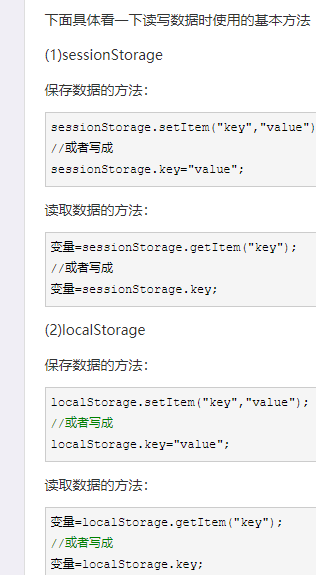 下面具体看一下读写数据时使用的基本方法
(1)sessionStorage
保存数据的方法：
sessionStorage.setItem("key","value")
//或者写成
sessionStorage.key="value";
读取数据的方法：
变量=sessionStorage.getItem("key");
//或者写成
变量=sessionStorage.key;
(2)localStorage
保存数据的方法：
localStorage.setItem("key","value");
//或者写成
localStorage.key="value";
读取数据的方法：
变量=localStorage.getItem("key");
//或者写成
变量=localStorage.key;